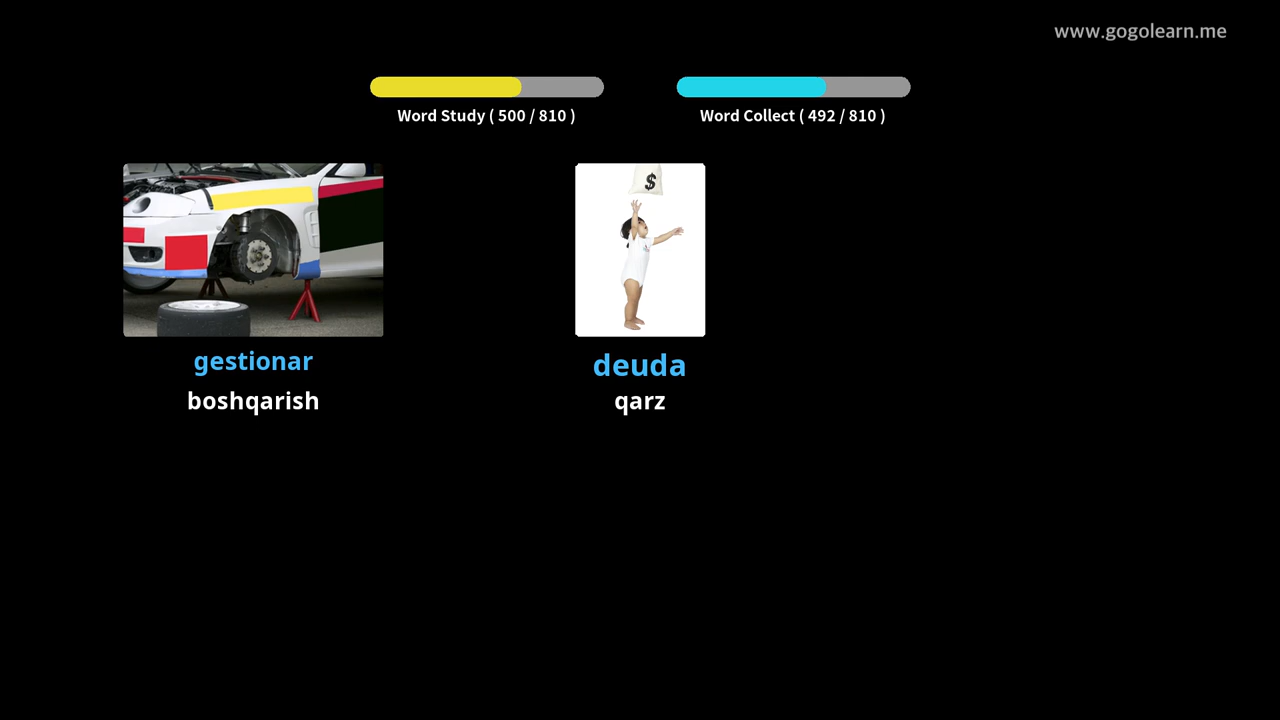 www.gogolearn.me
Word Study ( 500 / 810 )
Word Collect ( 492 / 810 )
$
gestionar
boshqarish
deuda
qarz